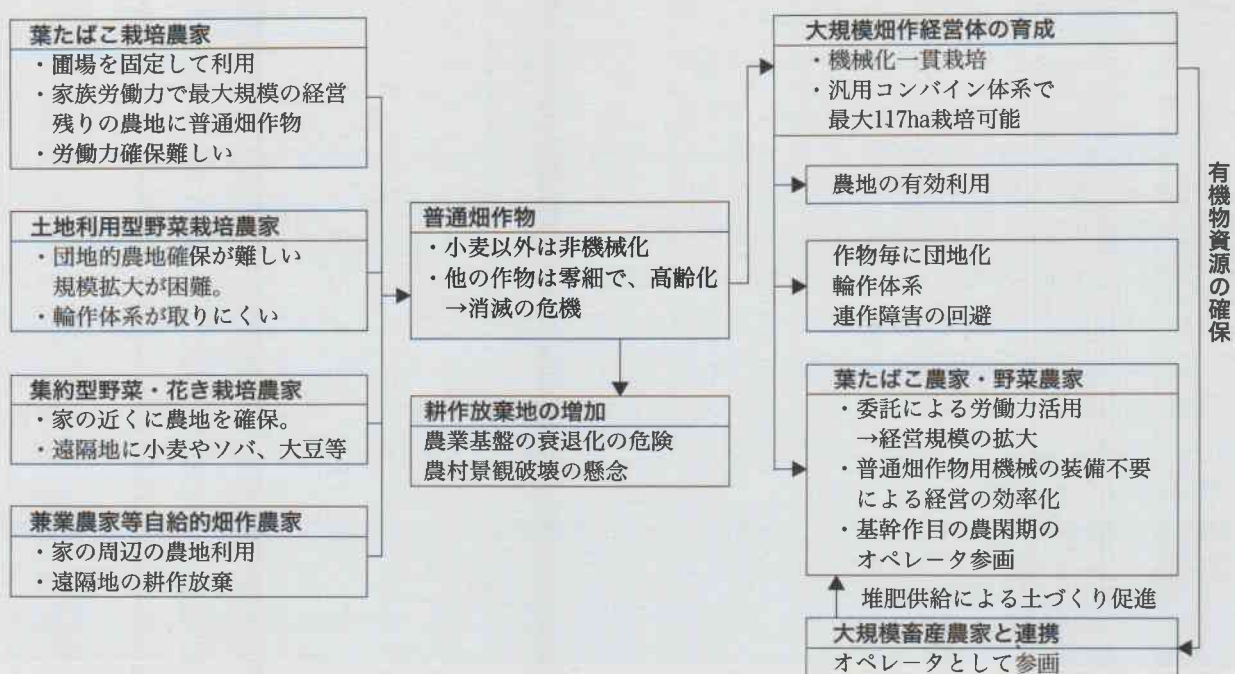 葉たばこ栽培農家
・圃場を固定して利用
・家族労働力で最大規模の経営
残りの農地に普通畑作物
・労働力確保難しい
土地利用型野菜栽培農家
・団地的農地確保が難しい
規模拡大が困難。
・輪作体系が取りにくい
集約型野菜・花き栽培農家
・家の近くに農地を確保。
・遠隔地に小麦やソバ、大豆等
兼業農家等自給的畑作農家
・家の周辺の農地利用
・遠隔地の耕作放棄
普通畑作物
・小麦以外は非機械化
・他の作物は零細で、高齢化
→消滅の危機
耕作放棄地の増加
農業基盤の衰退化の危険
農村景観破壊の懸念
大規模畑作経営体の育成
・機械化一貫栽培
・汎用コンバイン体系で
最大117ha栽培可能
農地の有効利用
作物毎に団地化
輪作体系
連作障害の回避
葉たばこ農家・野菜農家
・委託による労働力活用
→経営規模の拡大
・普通畑作物用機械の装備不要
による経営の効率化
・基幹作目の農閑期の
オペレータ参画
堆肥供給による土づくり促進
大規模畜産農家と連携
オペレータとして参画
有機物資源の確保